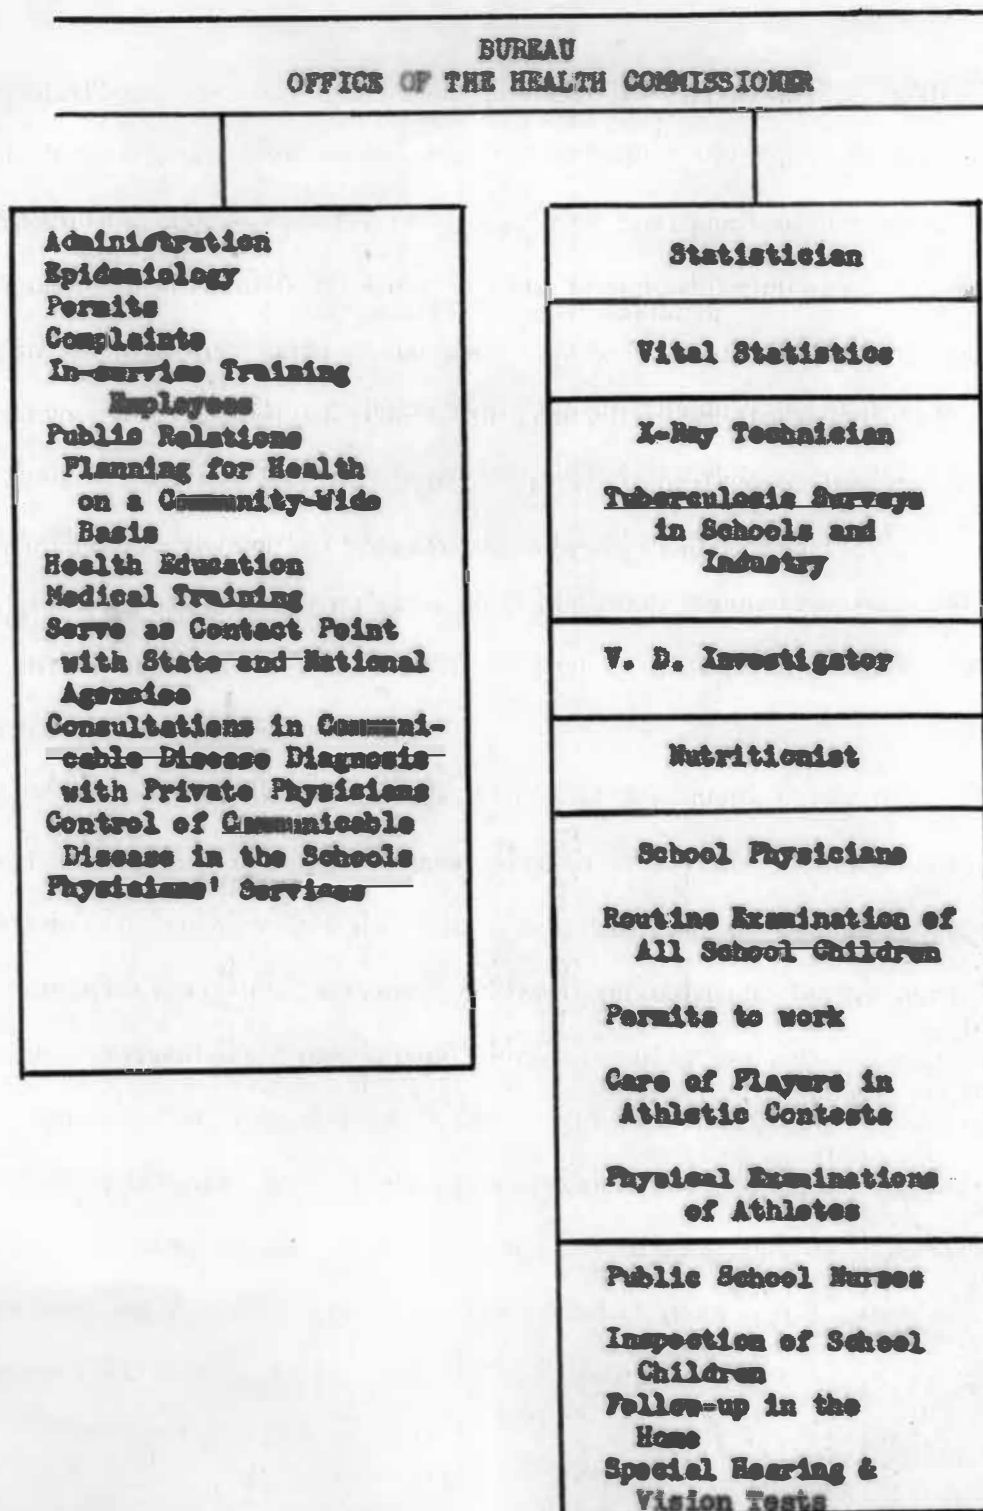 BUREAU
OFFICE OF THE HEALTH COMMISSIONER
Administration
Epidemiology
Permits
Complaints
In-service Training
Employees
Public Relations
Planning for Health
on a Community-Wide
Basis
Health Education
Medical Training
Serve as Contact Point
with State and National
Agencies
Consultations in Communi-
cable Disease Diagnosis
with Private Physicians
Control of Communicable
Disease in the Schools
Physicians' Services
Statistician
Vital Statistics
X-Ray Technician
Tuberculosis Surveys
in Schools and
Industry
V. D. Investigator
Nutritionist
School Physicians
Routine Examination of
All School Children
Permits to work
Care of Players in
Athletic Contests
Physical Examinations
of Athletes
Public School Nurses
Inspection of School
Children
Follow-up in the
Home
Special Hearing &
Vision Tests